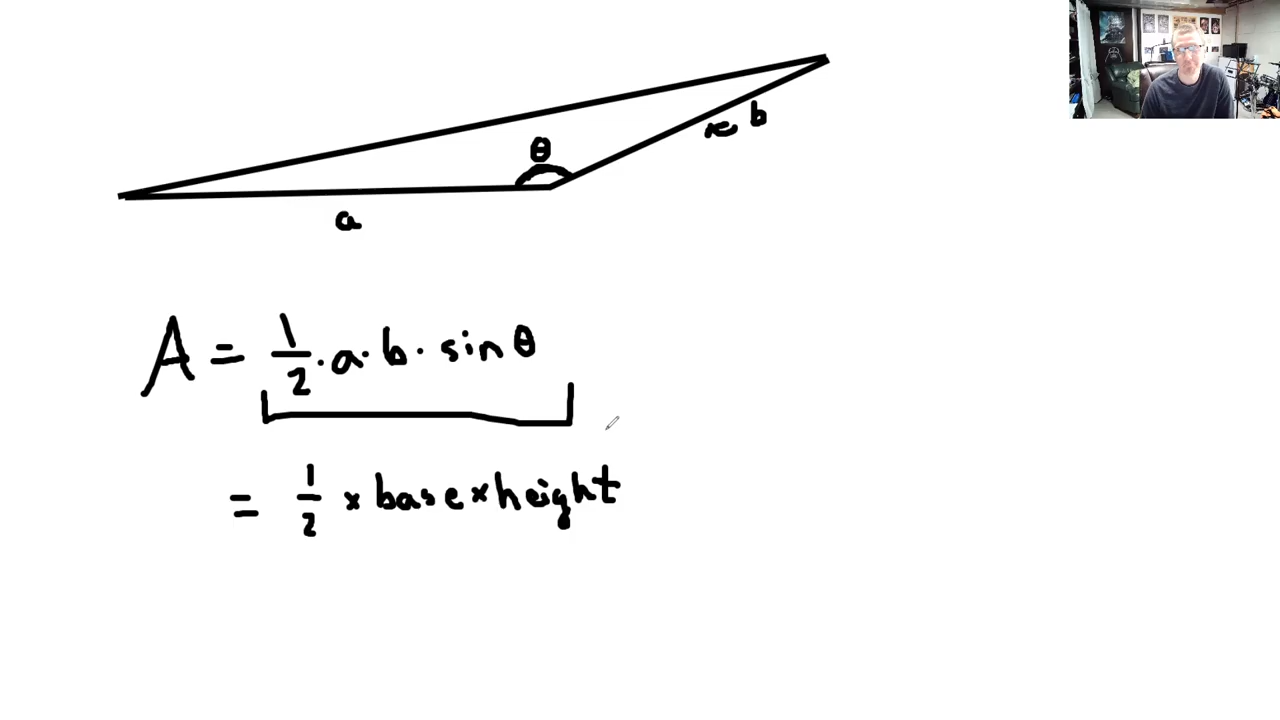 θ
b
a
A = 1/2 · a · b · sin θ
= 1/2 × base × height